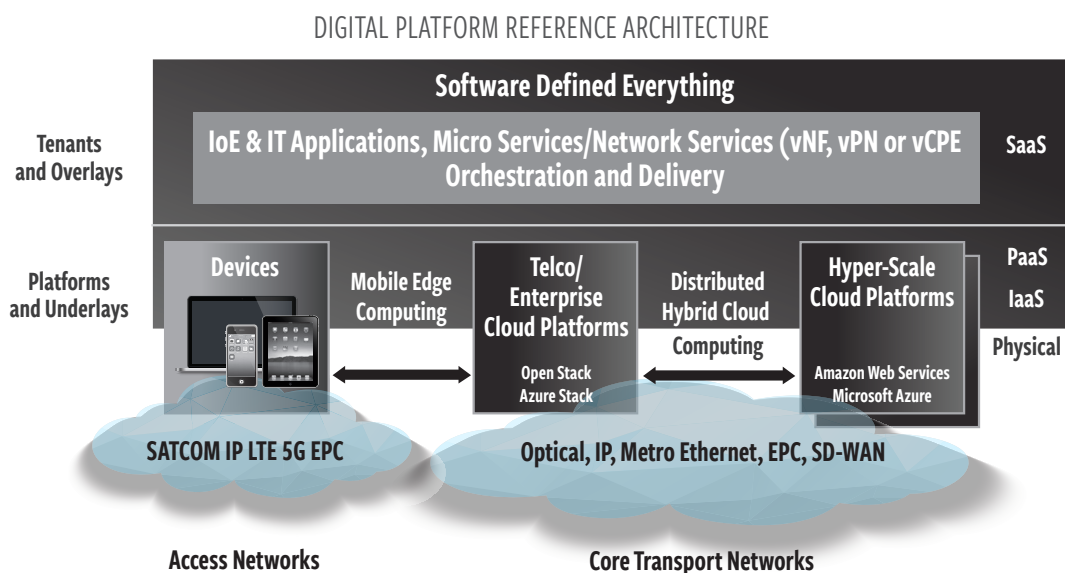 DIGITAL PLATFORM REFERENCE ARCHITECTURE
Software Defined Everything
Tenants
and Overlays
IoE & IT Applications, Micro Services/Network Services (vNF, vPN or vCPE
Orchestration and Delivery
SaaS
Platforms
and Underlays
Devices
Mobile Edge
Computing
Telco/
Enterprise
Cloud Platforms
Open Stack
Azure Stack
Distributed
Hybrid Cloud
Computing
Hyper-Scale
Cloud Platforms
Amazon Web Services
Microsoft Azure
PaaS
IaaS
Physical
SATCOM IP LTE 5G EPC
Optical, IP, Metro Ethernet, EPC, SD-WAN
Access Networks
Core Transport Networks